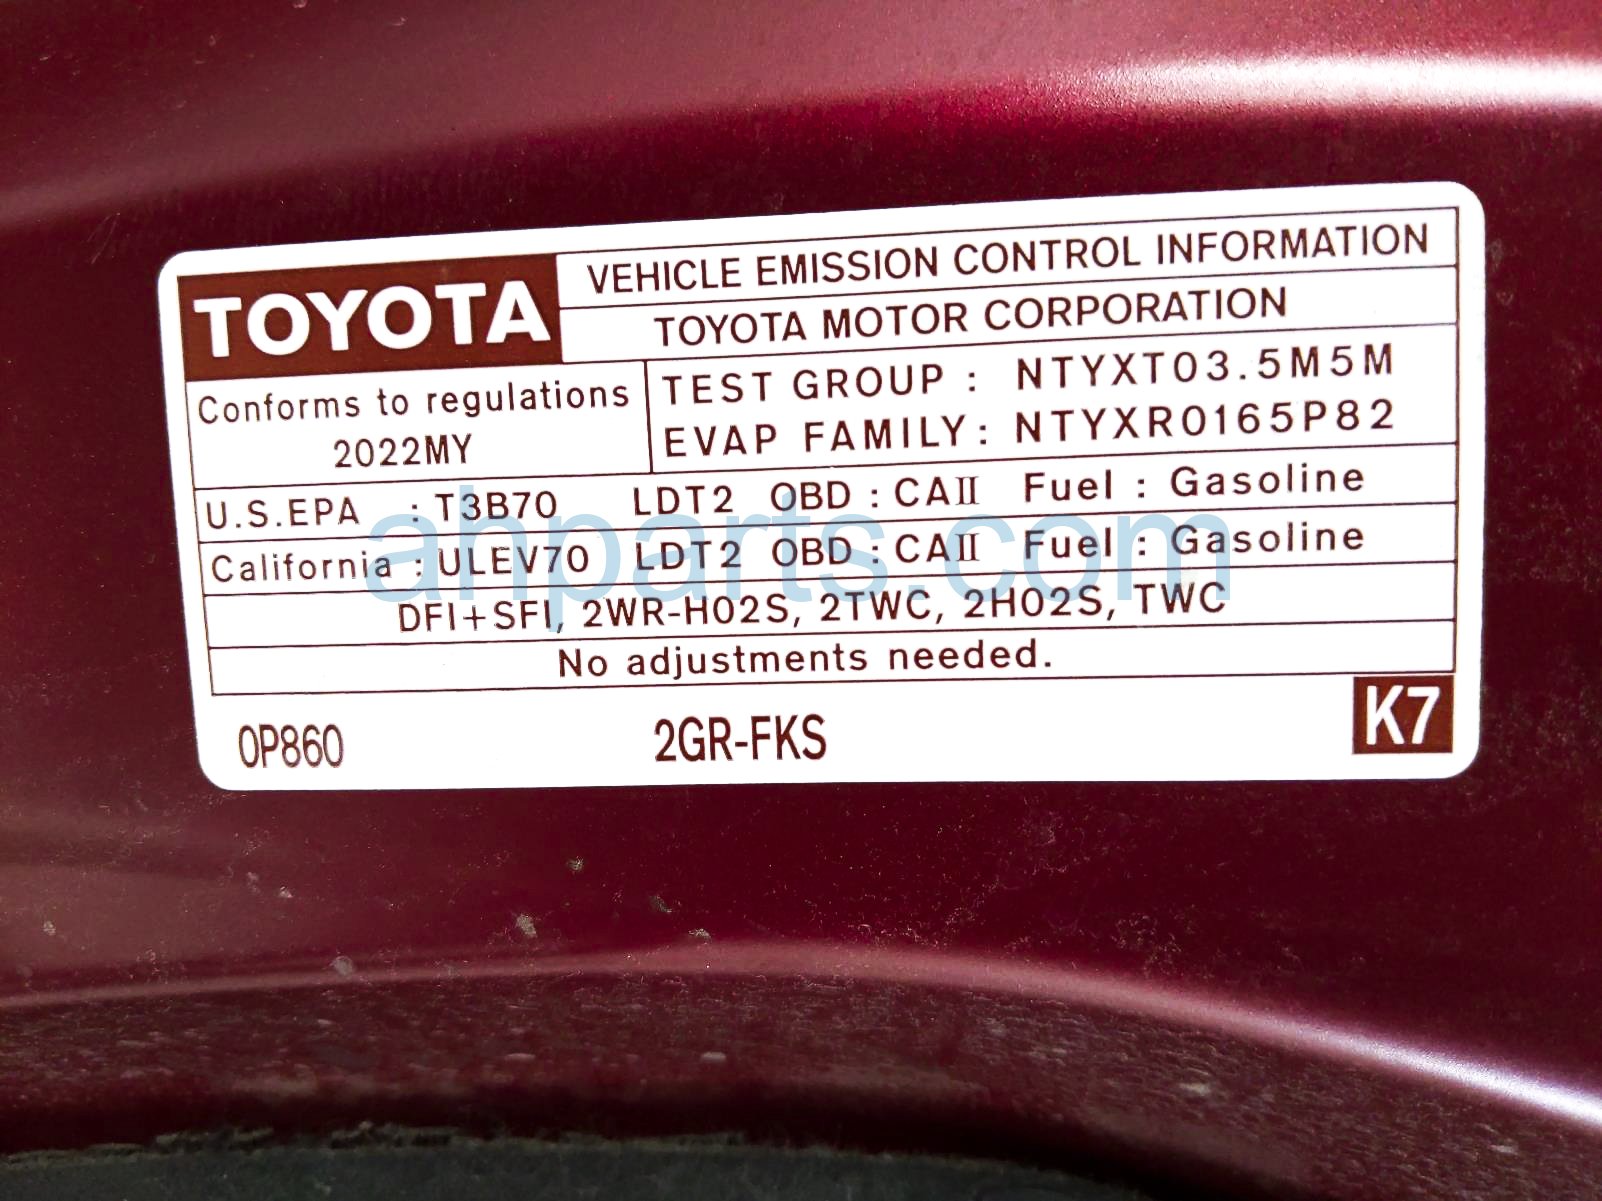 TOYOTA
VEHICLE EMISSION CONTROL INFORMATION
TOYOTA MOTOR CORPORATION
Conforms to regulations
2022MY
TEST GROUP : NTYXT03.5M5M
EVAP FAMILY : NTYXR0165P82
U.S.EPA : T3B70 LDT2 OBD : CAII Fuel : Gasoline
California : ULEV70 LDT2 OBD : CAII Fuel : Gasoline
DFI+SFI, 2WR-HO2S, 2TWC, 2HO2S, TWC
No adjustments needed.
0P860 2GR-FKS K7
ahparts.com